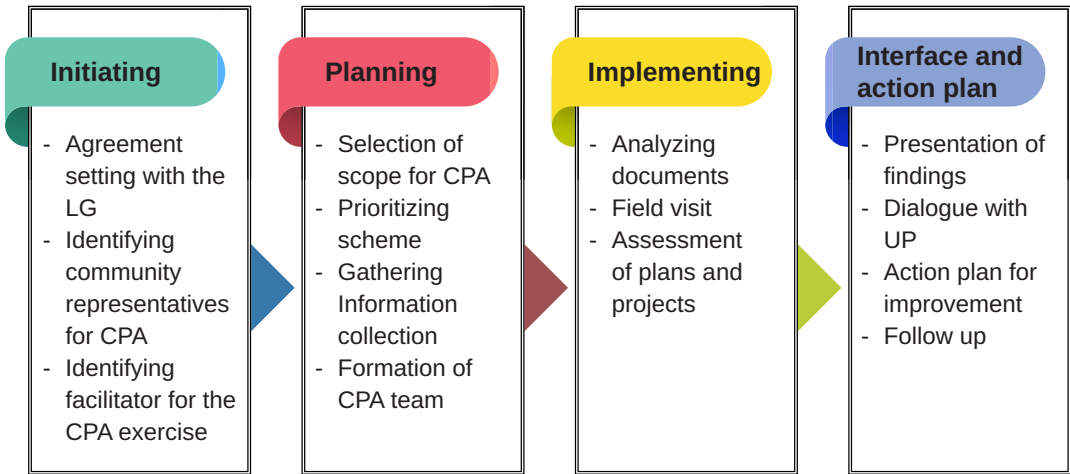 Initiating
- Agreement
setting with the
LG
- Identifying
community
representatives
for CPA
- Identifying
facilitator for the
CPA exercise
Planning
- Selection of
scope for CPA
- Prioritizing
scheme
- Gathering
Information
collection
- Formation of
CPA team
Implementing
- Analyzing
documents
- Field visit
- Assessment
of plans and
projects
Interface and
action plan
- Presentation of
findings
- Dialogue with
UP
- Action plan for
improvement
- Follow up